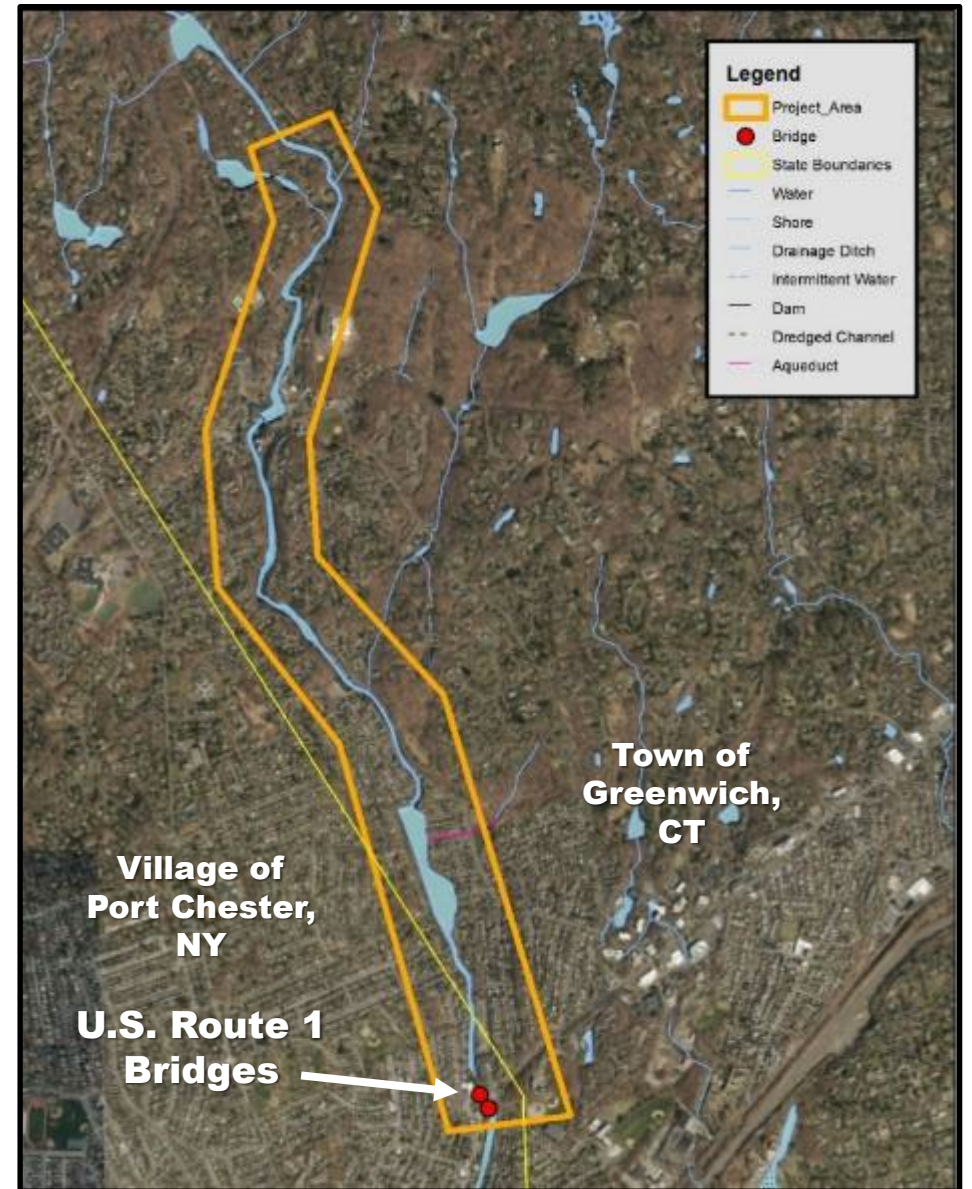 Legend
Project_Area
Bridge
State Boundaries
Water
Shore
Drainage Ditch
Intermittent Water
Dam
Dredged Channel
Aqueduct
Town of
Greenwich,
CT
Village of
Port Chester,
NY
U.S. Route 1
Bridges